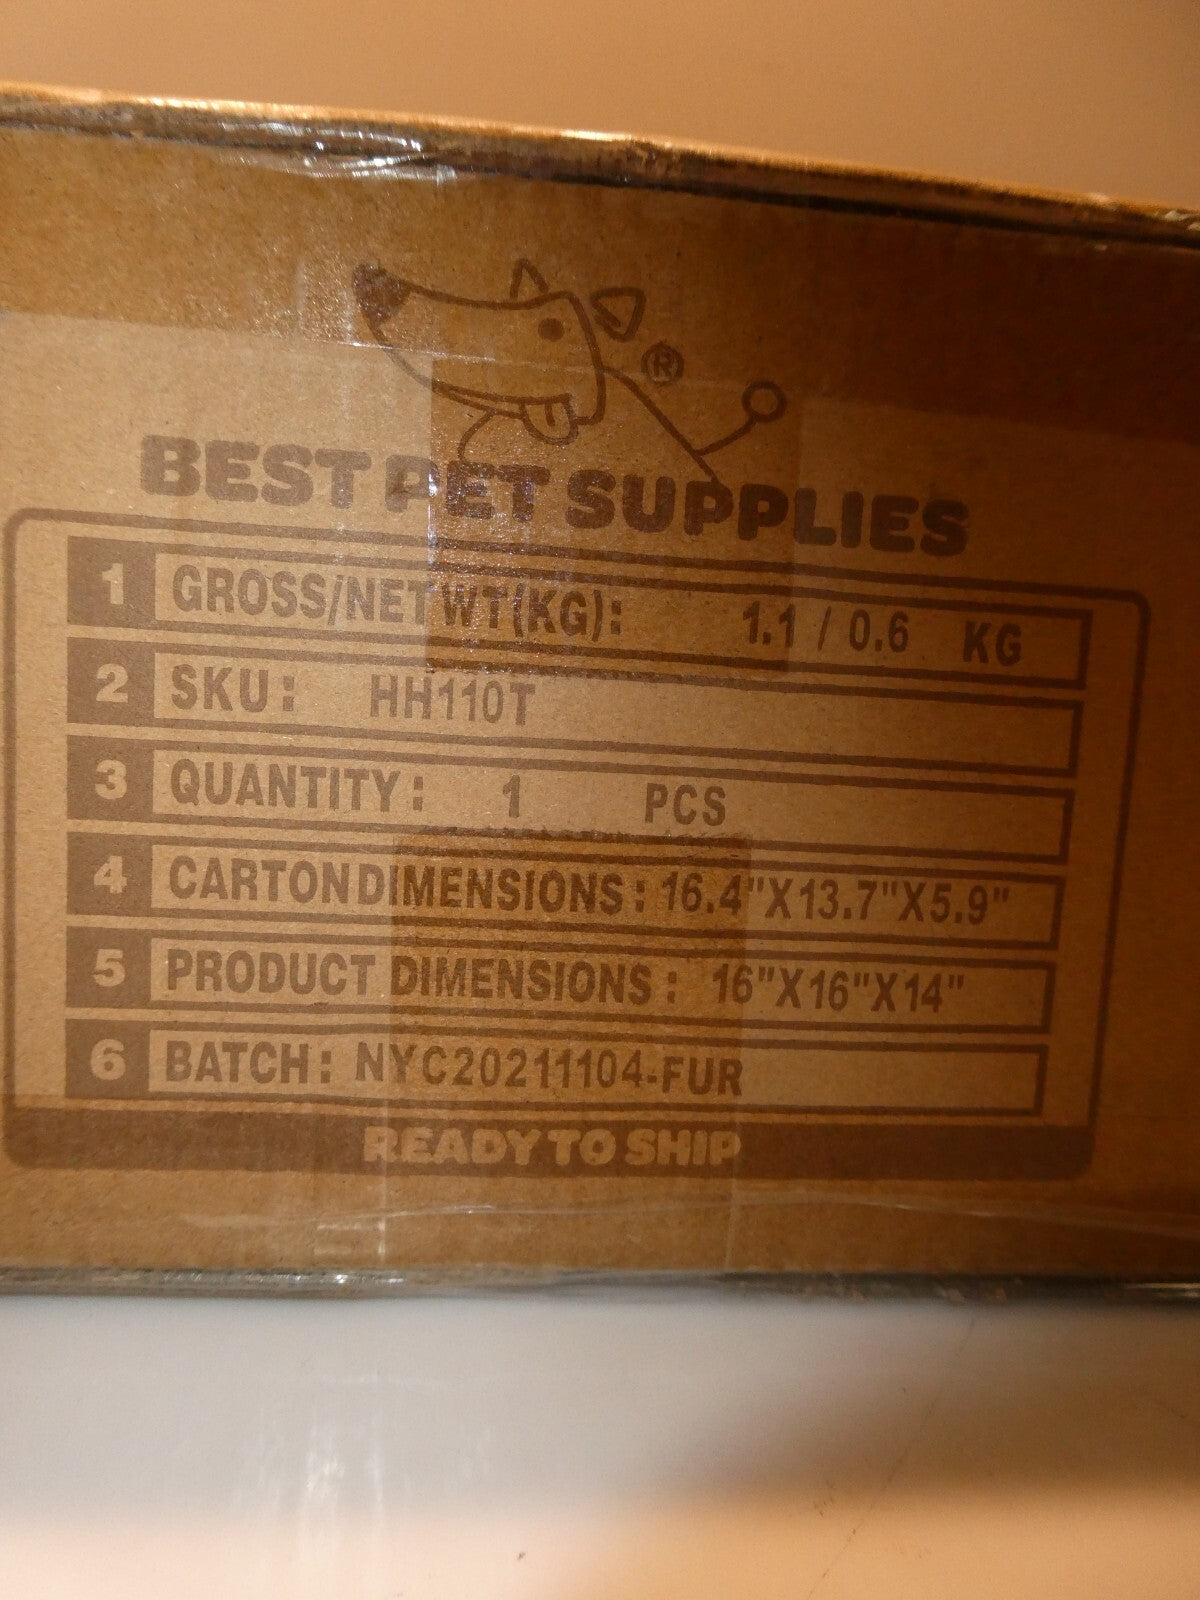 ®
BEST PET SUPPLIES
1 GROSS/NET WT(KG): 1.1 / 0.6 KG
2 SKU: HH110T
3 QUANTITY: 1 PCS
4 CARTON DIMENSIONS: 16.4"X13.7"X5.9"
5 PRODUCT DIMENSIONS: 16"X16"X14"
6 BATCH: NYC20211104-FUR
READY TO SHIP